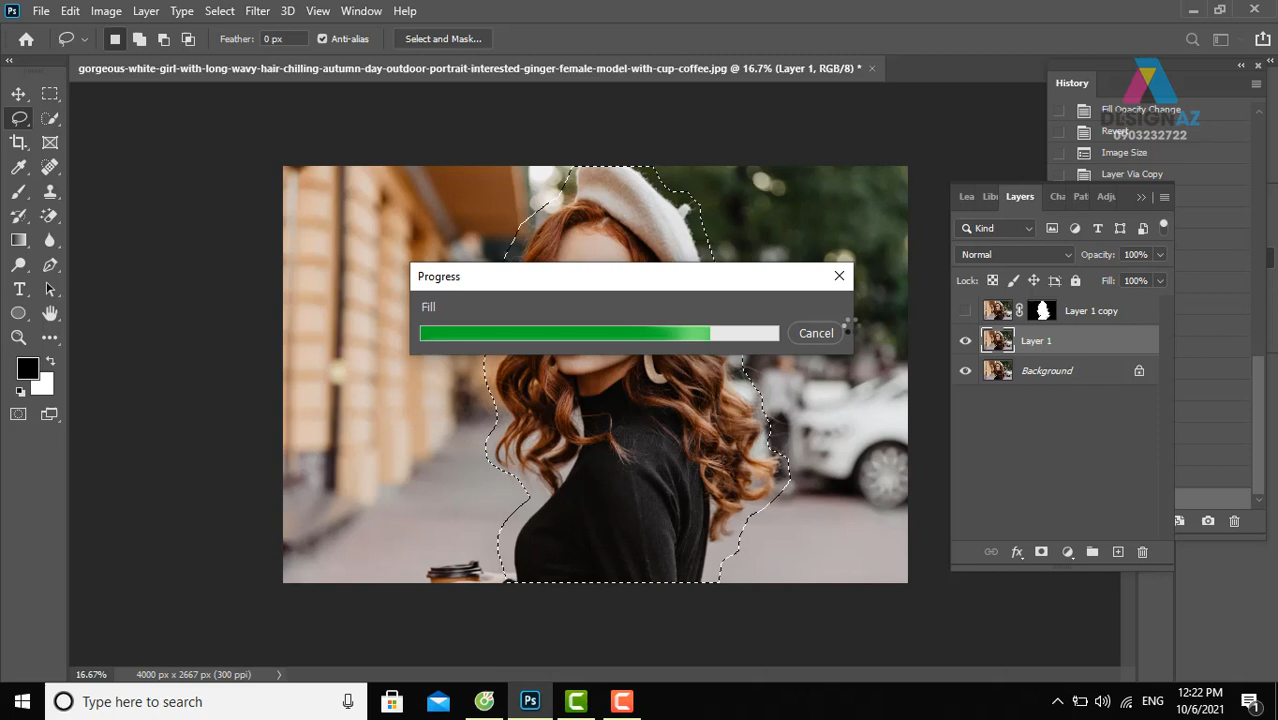 Ps File Edit Image Layer Type Select Filter 3D View Window Help
Feather: 0 px Anti-alias Select and Mask...
gorgeous-white-girl-with-long-wavy-hair-chilling-autumn-day-outdoor-portrait-interested-ginger-female-model-with-cup-coffee.jpg @ 16.7% (Layer 1, RGB/8) *
History
Fill Opacity Change
DESIGNAZ
Revert
0903232722
Image Size
Layer Via Copy
Lea Lib Layers Cha Pat Adju
Kind
Normal Opacity: 100%
Lock: Fill: 100%
Layer 1 copy
Layer 1
Background
Progress
Fill
Cancel
16.67% 4000 px x 2667 px (300 ppi)
Type here to search
Ps
ENG
12:22 PM
10/6/2021
1